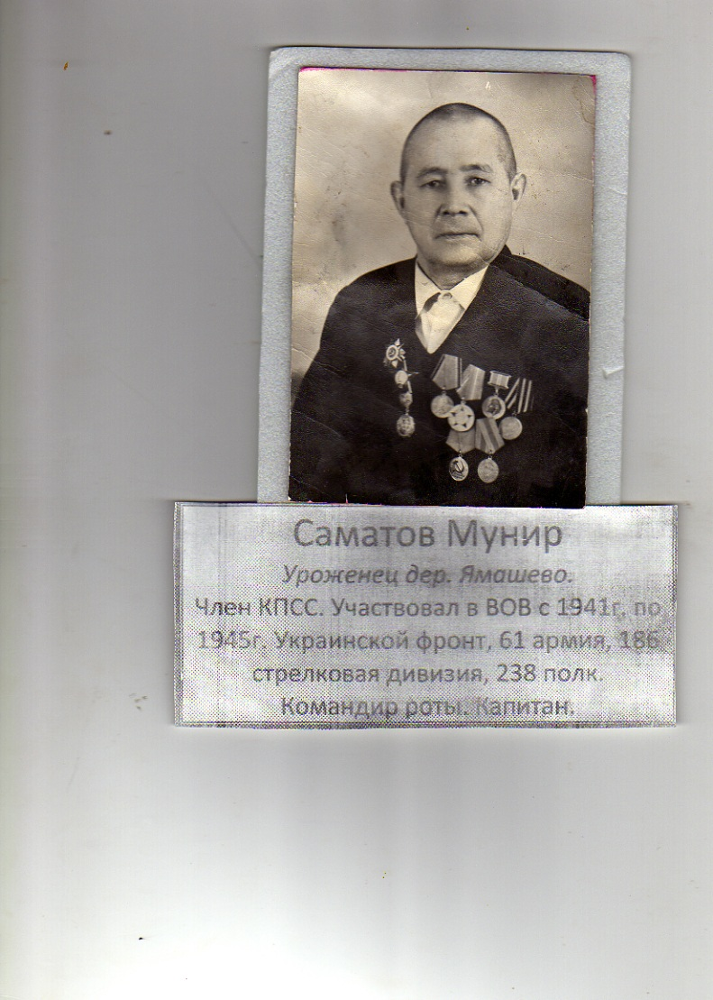 Саматов Мунир
Уроженец дер. Ямашево.
Член КПСС. Участвовал в ВОВ с 1941г. по
1945г. Украинской фронт, 61 армия, 186
стрелковая дивизия, 238 полк.
Командир роты. Капитан.